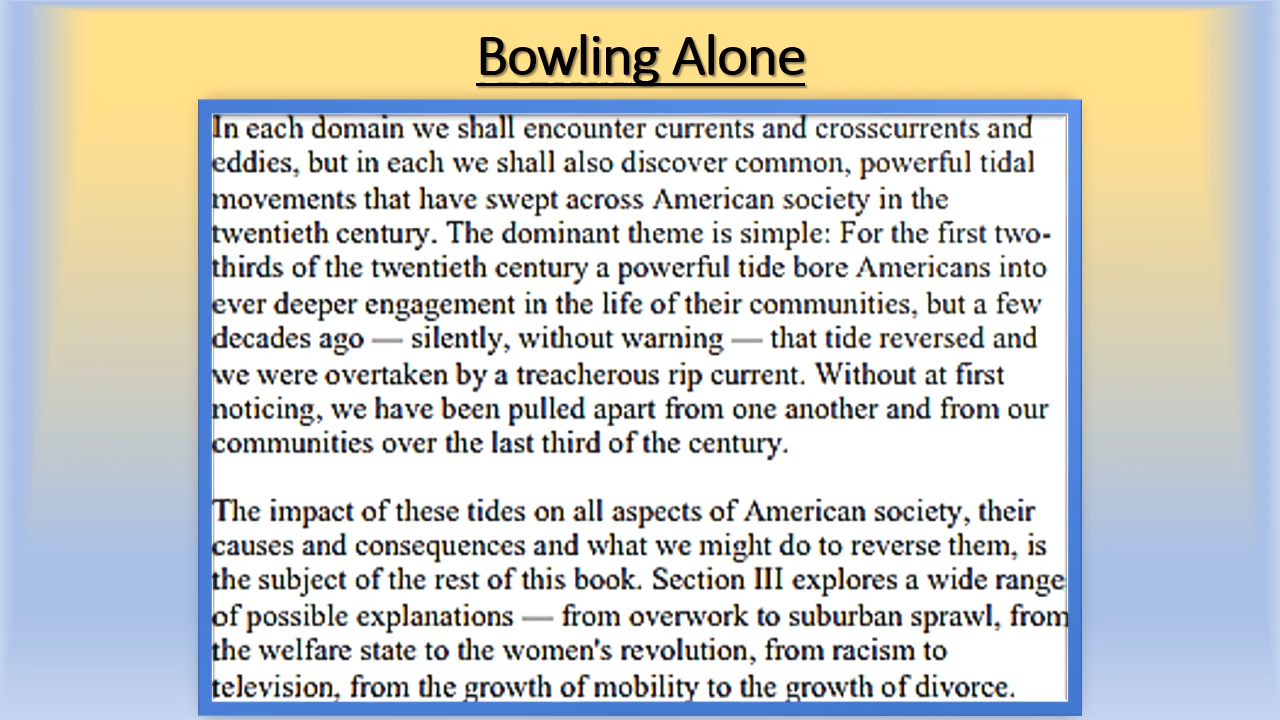 Bowling Alone
In each domain we shall encounter currents and crosscurrents and
eddies, but in each we shall also discover common, powerful tidal
movements that have swept across American society in the
twentieth century. The dominant theme is simple: For the first two-
thirds of the twentieth century a powerful tide bore Americans into
ever deeper engagement in the life of their communities, but a few
decades ago — silently, without warning — that tide reversed and
we were overtaken by a treacherous rip current. Without at first
noticing, we have been pulled apart from one another and from our
communities over the last third of the century.
The impact of these tides on all aspects of American society, their
causes and consequences and what we might do to reverse them, is
the subject of the rest of this book. Section III explores a wide range
of possible explanations — from overwork to suburban sprawl, from
the welfare state to the women's revolution, from racism to
television, from the growth of mobility to the growth of divorce.